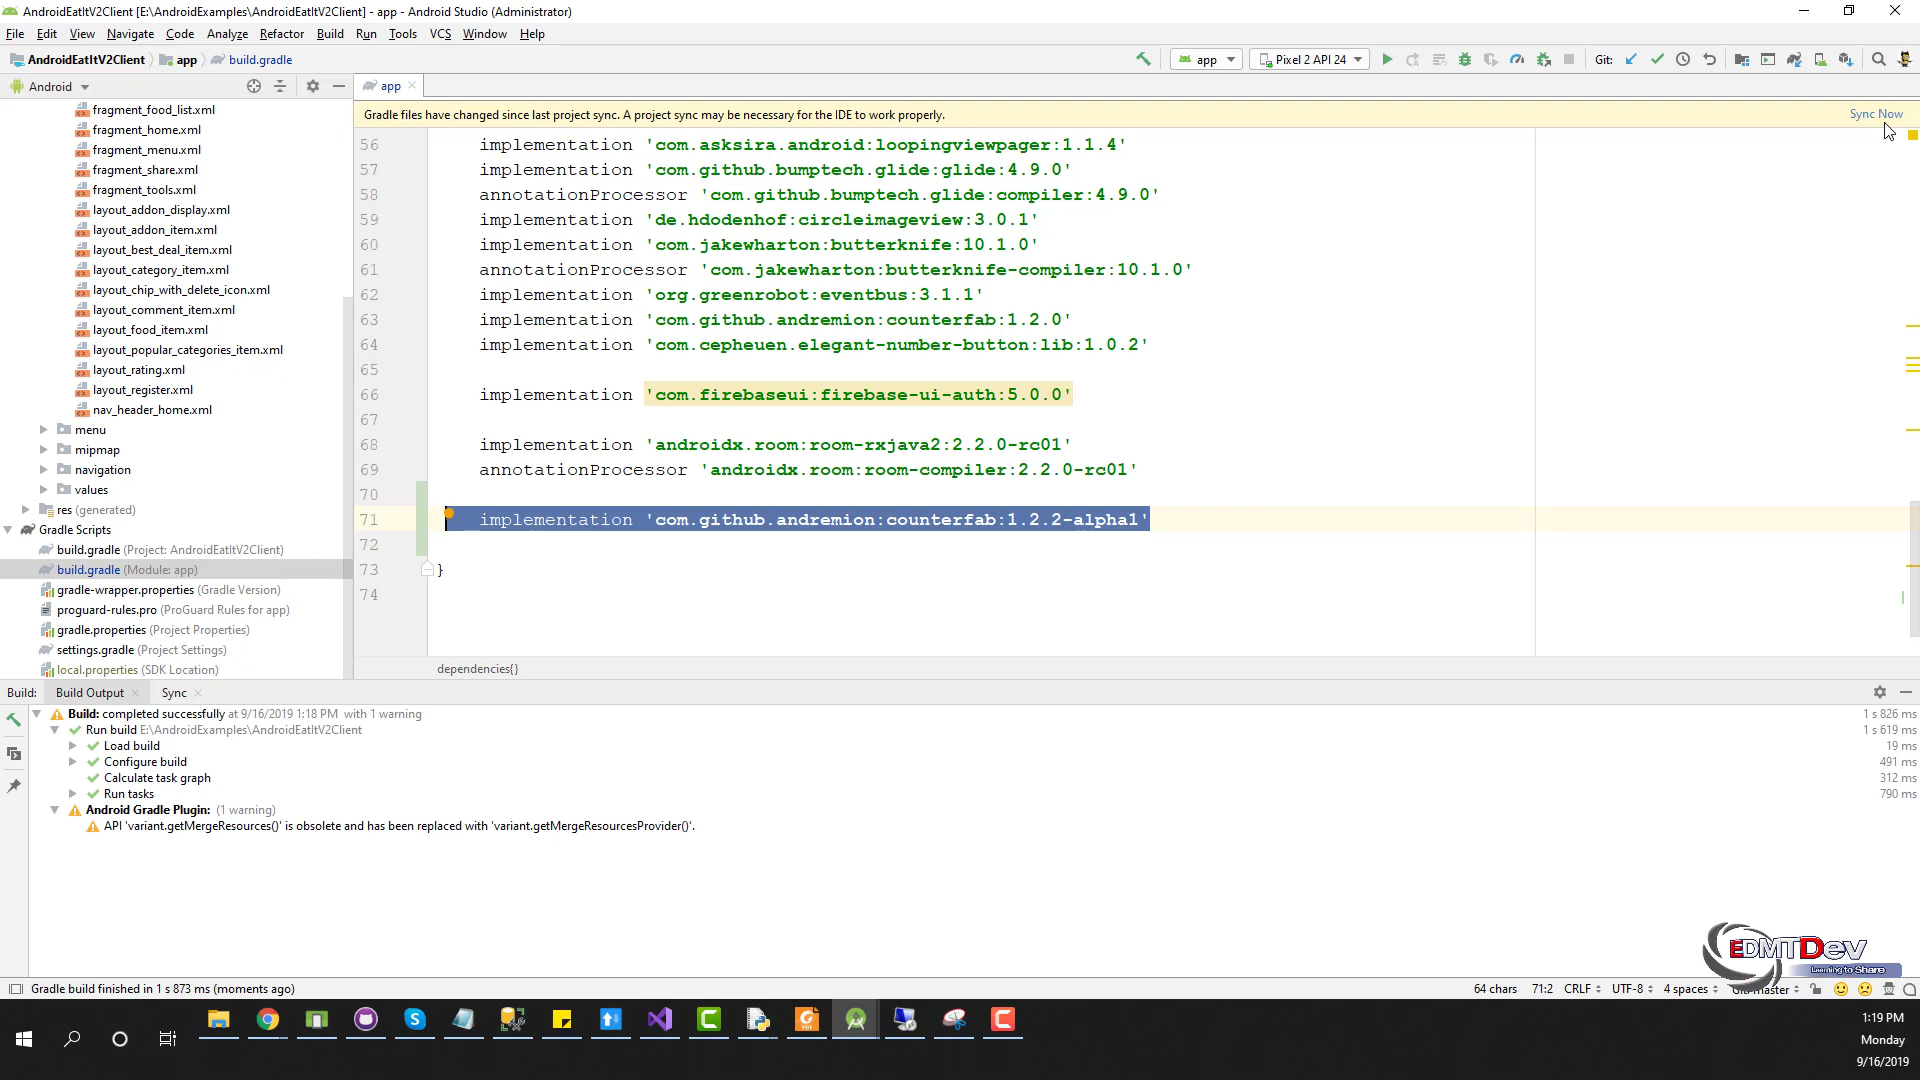 AndroidEatItV2Client [E:\AndroidExamples\AndroidEatItV2Client] - app - Android Studio (Administrator)
File Edit View Navigate Code Analyze Refactor Build Run Tools VCS Window Help
AndroidEatItV2Client app build.gradle app Pixel 2 API 24 Git:
Android app
Gradle files have changed since last project sync. A project sync may be necessary for the IDE to work properly. Sync Now
fragment_food_list.xml
fragment_home.xml
fragment_menu.xml
fragment_share.xml
fragment_tools.xml
layout_addon_display.xml
layout_addon_item.xml
layout_best_deal_item.xml
layout_category_item.xml
layout_chip_with_delete_icon.xml
layout_comment_item.xml
layout_food_item.xml
layout_popular_categories_item.xml
layout_rating.xml
layout_register.xml
nav_header_home.xml
menu
mipmap
navigation
values
res (generated)
Gradle Scripts
build.gradle (Project: AndroidEatItV2Client)
build.gradle (Module: app)
gradle-wrapper.properties (Gradle Version)
proguard-rules.pro (ProGuard Rules for app)
gradle.properties (Project Properties)
settings.gradle (Project Settings)
local.properties (SDK Location)
56 implementation 'com.asksira.android:loopingviewpager:1.1.4'
57 implementation 'com.github.bumptech.glide:glide:4.9.0'
58 annotationProcessor 'com.github.bumptech.glide:compiler:4.9.0'
59 implementation 'de.hdodenhof:circleimageview:3.0.1'
60 implementation 'com.jakewharton:butterknife:10.1.0'
61 annotationProcessor 'com.jakewharton:butterknife-compiler:10.1.0'
62 implementation 'org.greenrobot:eventbus:3.1.1'
63 implementation 'com.github.andremion:counterfab:1.2.0'
64 implementation 'com.cepheuen.elegant-number-button:lib:1.0.2'
65
66 implementation 'com.firebaseui:firebase-ui-auth:5.0.0'
67
68 implementation 'androidx.room:room-rxjava2:2.2.0-rc01'
69 annotationProcessor 'androidx.room:room-compiler:2.2.0-rc01'
70
71 implementation 'com.github.andremion:counterfab:1.2.2-alpha1'
72
73 }
74
dependencies{}
Build: Build Output Sync
Build: completed successfully at 9/16/2019 1:18 PM with 1 warning 1 s 826 ms
Run build E:\AndroidExamples\AndroidEatItV2Client 1 s 619 ms
Load build 19 ms
Configure build 491 ms
Calculate task graph 312 ms
Run tasks 790 ms
Android Gradle Plugin: (1 warning)
API 'variant.getMergeResources()' is obsolete and has been replaced with 'variant.getMergeResourcesProvider()'.
EDMTDev
Learning to Share
Gradle build finished in 1 s 873 ms (moments ago) 64 chars 71:2 CRLF UTF-8 4 spaces Git: master
1:19 PM
Monday
9/16/2019